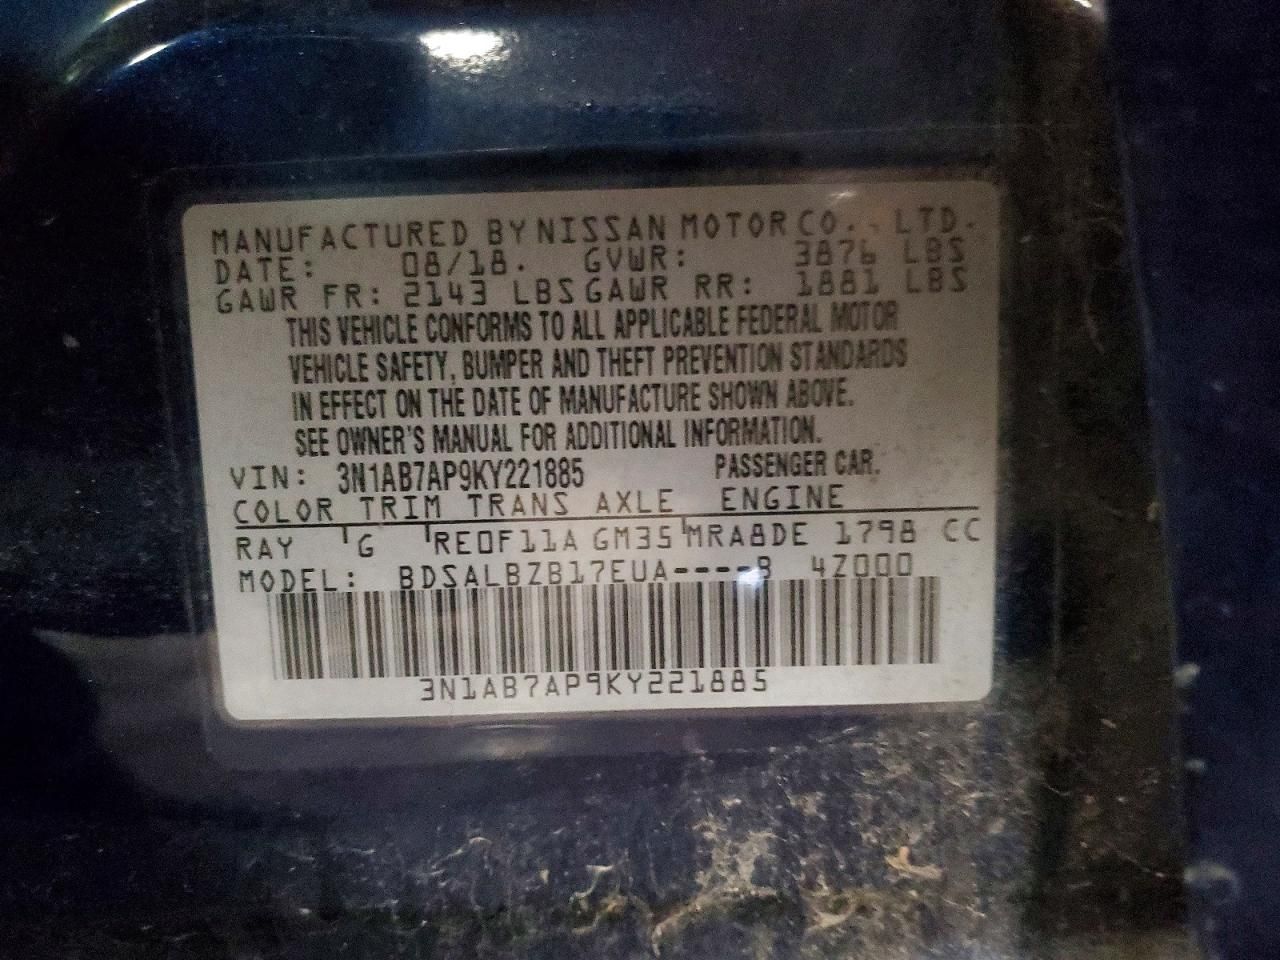 MANUFACTURED BY NISSAN MOTOR CO., LTD.
DATE: 08/18. GVWR: 3876 LBS
GAWR FR: 2143 LBS GAWR RR: 1881 LBS
THIS VEHICLE CONFORMS TO ALL APPLICABLE FEDERAL MOTOR
VEHICLE SAFETY, BUMPER AND THEFT PREVENTION STANDARDS
IN EFFECT ON THE DATE OF MANUFACTURE SHOWN ABOVE.
SEE OWNER'S MANUAL FOR ADDITIONAL INFORMATION.
VIN: 3N1AB7AP9KY221885 PASSENGER CAR.
COLOR TRIM TRANS AXLE ENGINE
RAY G RE0F11A GM35 MRA8DE 1798 CC
MODEL: BDSALBZB17EUA----B 4Z000
3N1AB7AP9KY221885